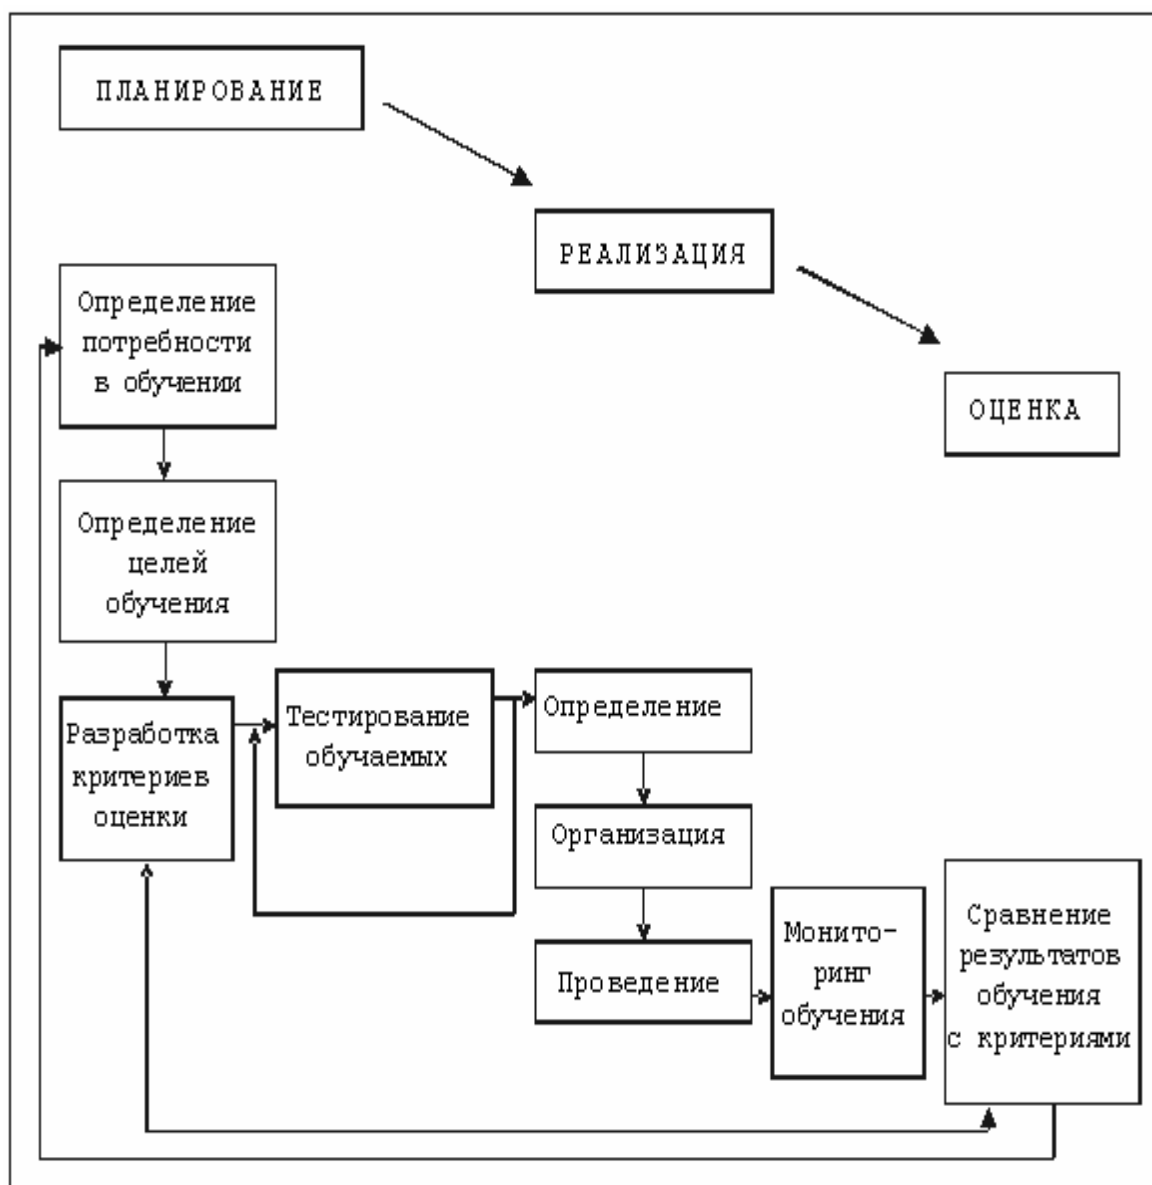 ПЛАНИРОВАНИЕ
РЕАЛИЗАЦИЯ
ОЦЕНКА
Определение
потребности
в обучении
Определение
целей
обучения
Разработка
критериев
оценки
Тестирование
обучаемых
Определение
Организация
Проведение
Монито-
ринг
обучения
Сравнение
результатов
обучения
с критериями